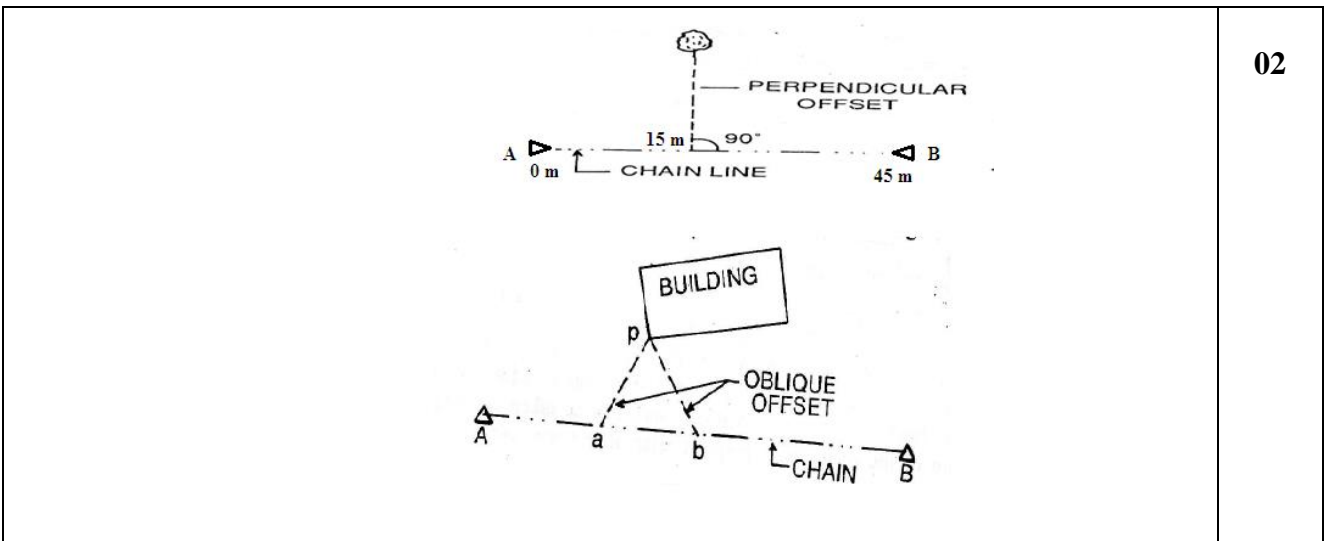 02
PERPENDICULAR
OFFSET
15 m 90°
A B
0 m CHAIN LINE 45 m
BUILDING
p
OBLIQUE
OFFSET
A a b B
CHAIN